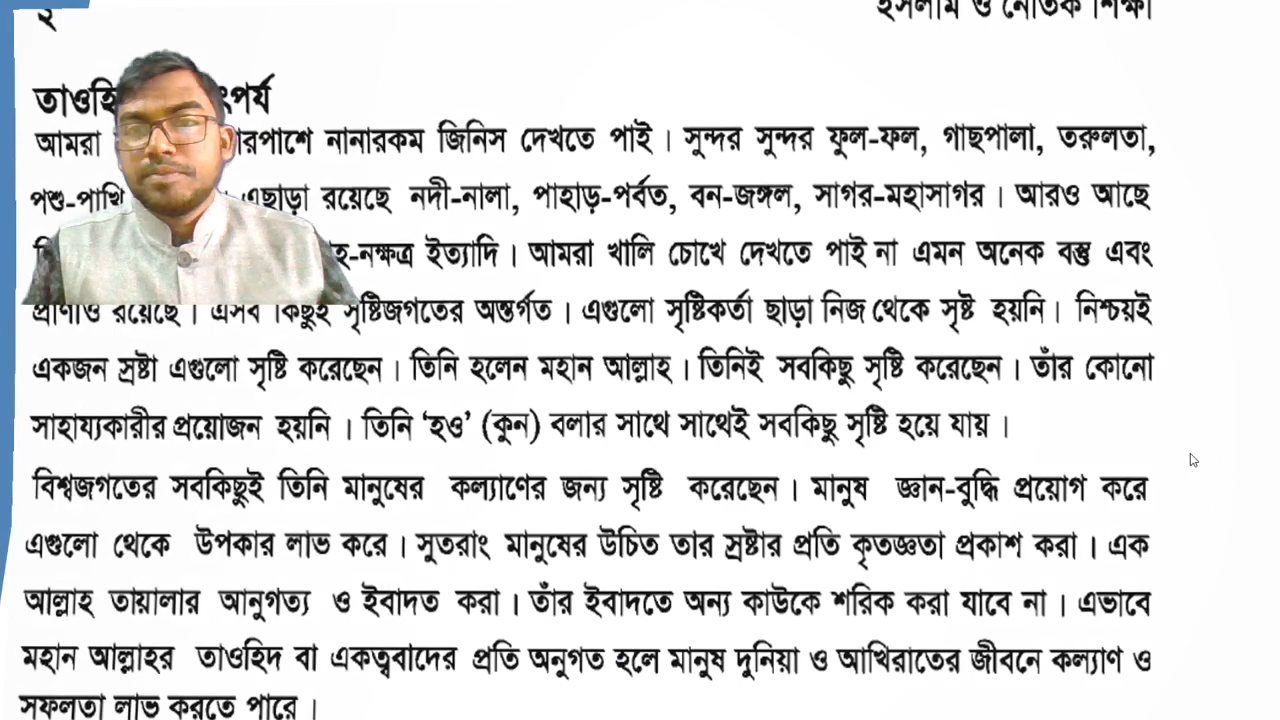 ২ ইসলাম ও নৈতিক শিক্ষা
আমরা নানারকম জিনিস দেখতে পাই। সুন্দর সুন্দর ফুল-ফল, গাছপালা, তরুলতা,
পশু-পাখি এছাড়া রয়েছে নদী-নালা, পাহাড়-পর্বত, বন-জঙ্গল, সাগর-মহাসাগর। আরও আছে
ইত্যাদি। আমরা খালি চোখে দেখতে পাই না এমন অনেক বস্তু এবং
প্রাণীও রয়েছে। এসব কিছুই সৃষ্টিজগতের অন্তর্গত। এগুলো সৃষ্টিকর্তা ছাড়া নিজ থেকে সৃষ্ট হয়নি। নিশ্চয়ই
একজন স্রষ্টা এগুলো সৃষ্টি করেছেন। তিনি হলেন মহান আল্লাহ। তিনিই সবকিছু সৃষ্টি করেছেন। তাঁর কোনো
সাহায্যকারীর প্রয়োজন হয়নি। তিনি ‘হও’ (কুন) বলার সাথে সাথেই সবকিছু সৃষ্টি হয়ে যায়।
বিশ্বজগতের সবকিছুই তিনি মানুষের কল্যাণের জন্য সৃষ্টি করেছেন। মানুষ জ্ঞান-বুদ্ধি প্রয়োগ করে
এগুলো থেকে উপকার লাভ করে। সুতরাং মানুষের উচিত তার স্রষ্টার প্রতি কৃতজ্ঞতা প্রকাশ করা। এক
আল্লাহ তায়ালার আনুগত্য ও ইবাদত করা। তাঁর ইবাদতে অন্য কাউকে শরিক করা যাবে না। এভাবে
মহান আল্লাহর তাওহিদ বা একত্ববাদের প্রতি অনুগত হলে মানুষ দুনিয়া ও আখিরাতের জীবনে কল্যাণ ও
সফলতা লাভ করতে পারে।